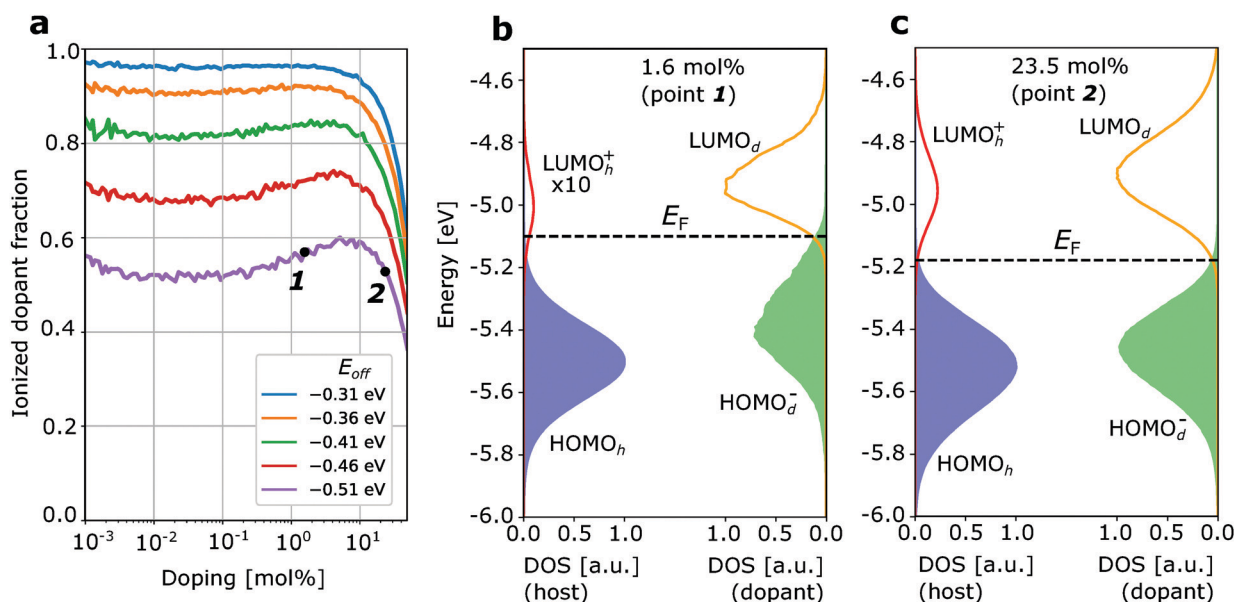 a
Ionized dopant fraction
1.0
0.8
0.6
0.4
0.2
0.0
1
2
E_off
−0.31 eV
−0.36 eV
−0.41 eV
−0.46 eV
−0.51 eV
10^-3 10^-2 10^-1 10^0 10^1
Doping [mol%]
b
Energy [eV]
-4.6
-4.8
-5.0
-5.2
-5.4
-5.6
-5.8
-6.0
1.6 mol%
(point 1)
LUMO_h^+
x10
LUMO_d
E_F
HOMO_d^-
HOMO_h
0.0 0.5 1.0 1.0 0.5 0.0
DOS [a.u.] DOS [a.u.]
(host) (dopant)
c
-4.6
-4.8
-5.0
-5.2
-5.4
-5.6
-5.8
-6.0
23.5 mol%
(point 2)
LUMO_h^+
LUMO_d
E_F
HOMO_d^-
HOMO_h
0.0 0.5 1.0 1.0 0.5 0.0
DOS [a.u.] DOS [a.u.]
(host) (dopant)